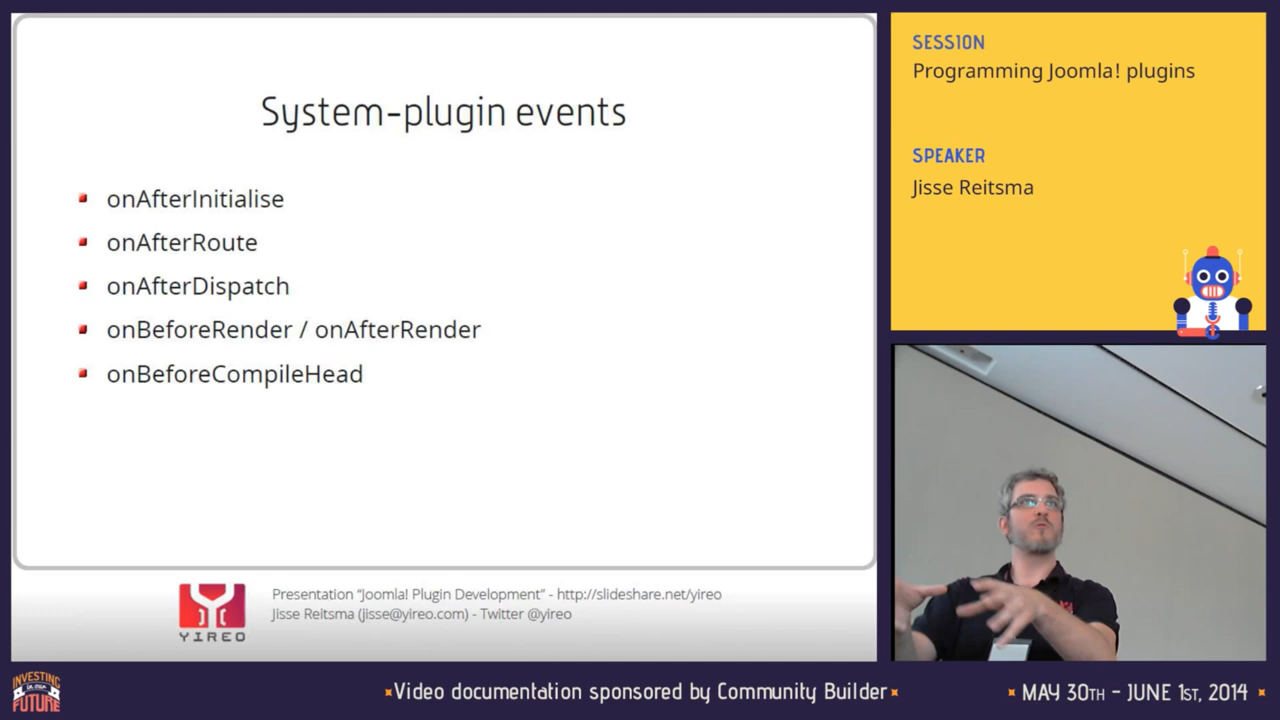 System-plugin events
onAfterInitialise
onAfterRoute
onAfterDispatch
onBeforeRender / onAfterRender
onBeforeCompileHead
YIREO
Presentation “Joomla! Plugin Development” - http://slideshare.net/yireo
Jisse Reitsma (jisse@yireo.com) - Twitter @yireo
SESSION
Programming Joomla! plugins
SPEAKER
Jisse Reitsma
INVESTING
in our
FUTURE
Video documentation sponsored by Community Builder
MAY 30TH - JUNE 1ST, 2014